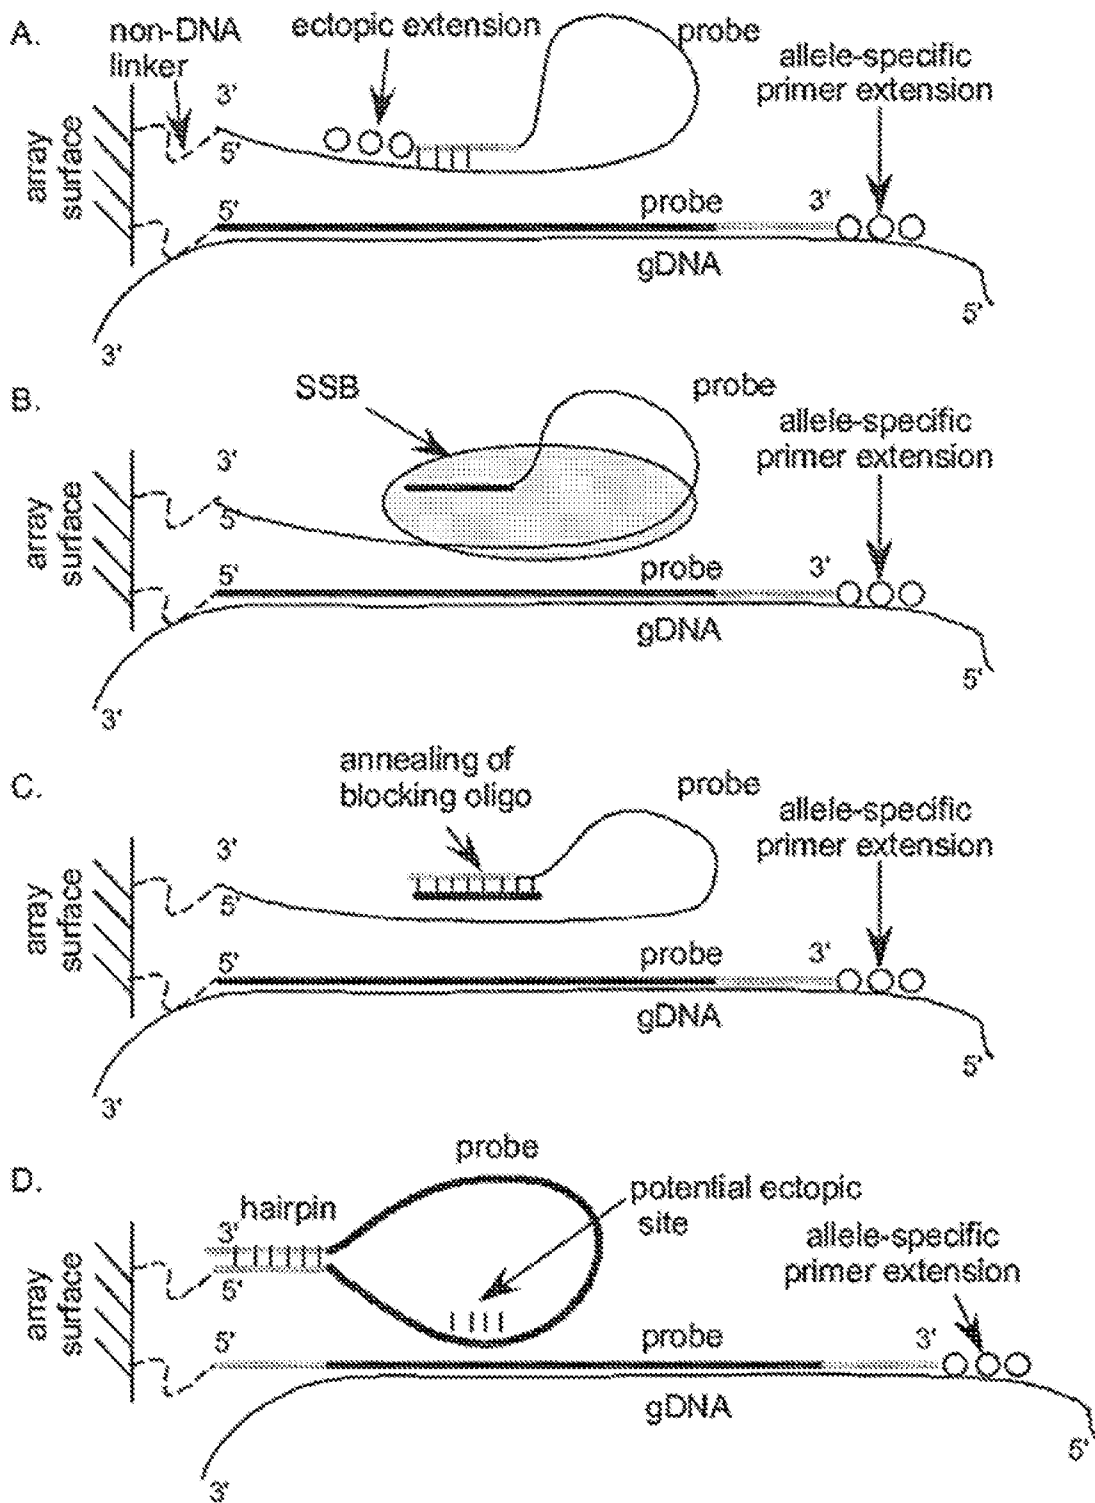 A.
non-DNA
linker
ectopic extension
probe
allele-specific
primer extension
3'
5'
array
surface
5'
probe
3'
gDNA
5'
3'
B.
SSB
probe
allele-specific
primer extension
3'
5'
array
surface
5'
probe
3'
gDNA
5'
3'
C.
annealing of
blocking oligo
probe
allele-specific
primer extension
3'
5'
array
surface
5'
probe
3'
gDNA
5'
3'
D.
probe
hairpin
potential ectopic
site
allele-specific
primer extension
3'
5'
array
surface
5'
probe
3'
gDNA
5'
3'